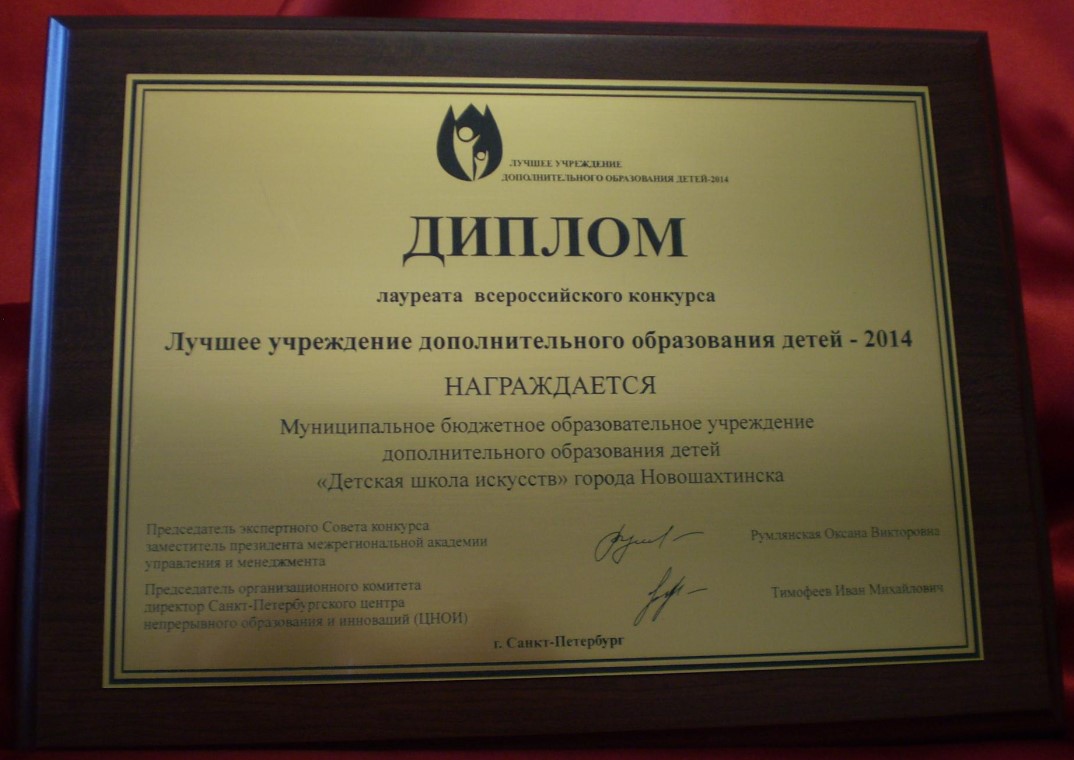 ЛУЧШЕЕ УЧРЕЖДЕНИЕ
ДОПОЛНИТЕЛЬНОГО ОБРАЗОВАНИЯ ДЕТЕЙ-2014
ДИПЛОМ
лауреата всероссийского конкурса
Лучшее учреждение дополнительного образования детей - 2014
НАГРАЖДАЕТСЯ
Муниципальное бюджетное образовательное учреждение
дополнительного образования детей
«Детская школа искусств» города Новошахтинска
Председатель экспертного Совета конкурса
заместитель президента межрегиональной академии
управления и менеджмента
Румлянская Оксана Викторовна
Председатель организационного комитета
директор Санкт-Петербургского центра
непрерывного образования и инноваций (ЦНОИ)
Тимофеев Иван Михайлович
г. Санкт-Петербург